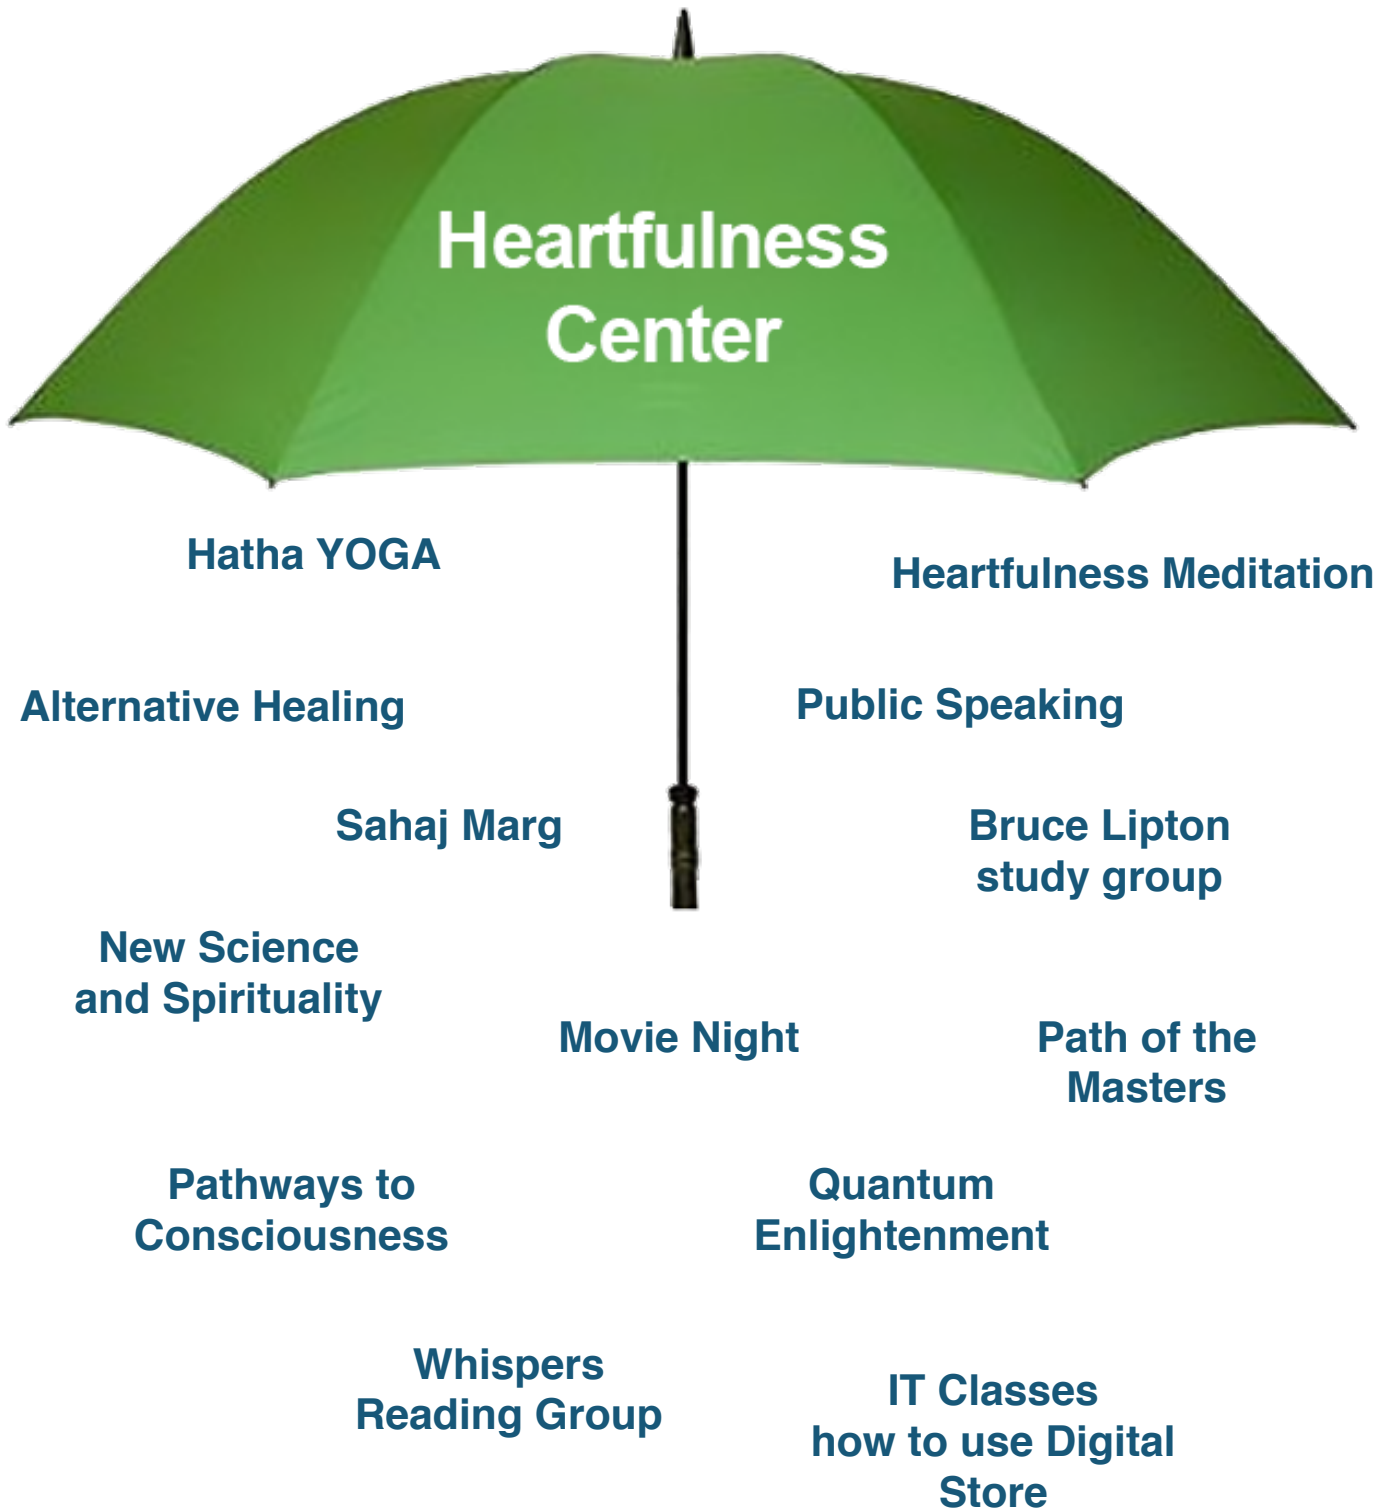 Heartfulness
Center
Hatha YOGA
Heartfulness Meditation
Alternative Healing
Public Speaking
Sahaj Marg
Bruce Lipton
study group
New Science
and Spirituality
Movie Night
Path of the
Masters
Pathways to
Consciousness
Quantum
Enlightenment
Whispers
Reading Group
IT Classes
how to use Digital
Store